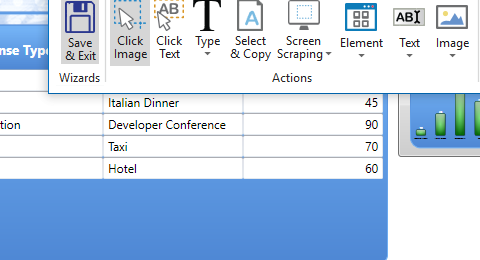 Save
& Exit
Click
Image
Click
Text
Type
Select
& Copy
Screen
Scraping
Element
Text
Image
Wizards
Actions
nse Type
Italian Dinner 45
tion Developer Conference 90
Taxi 70
Hotel 60